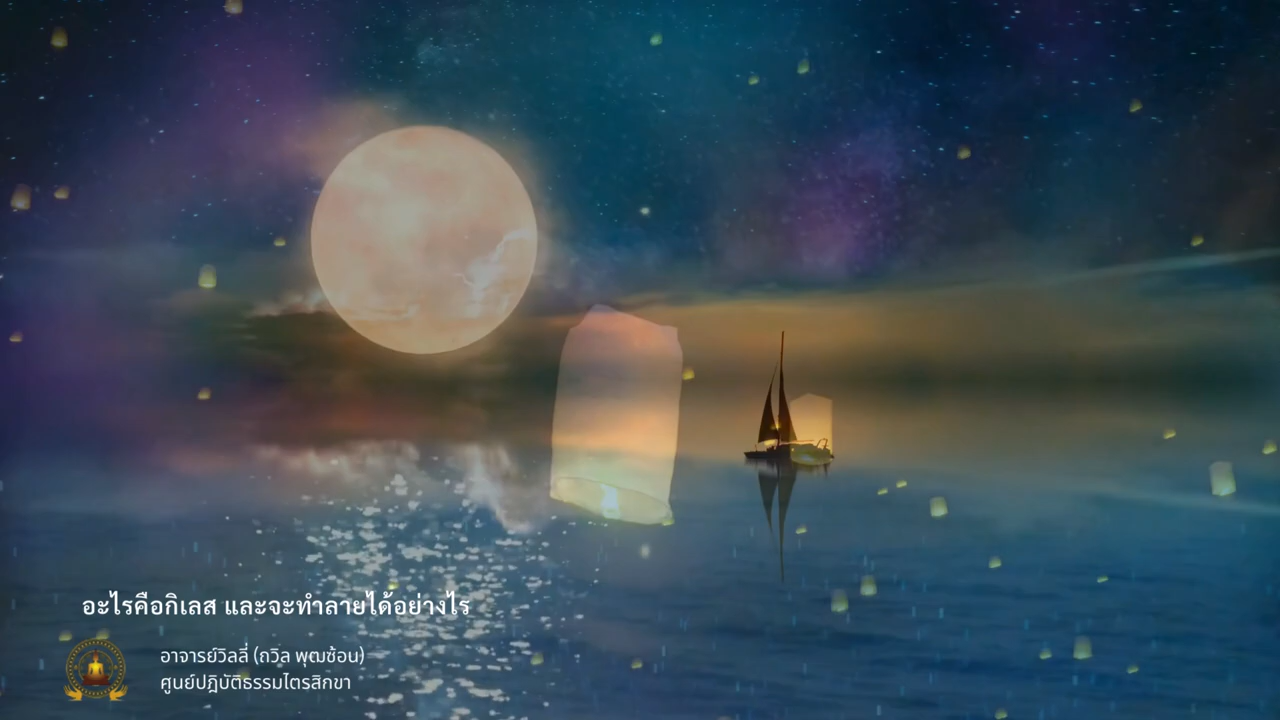 อะไรคือกิเลส และจะทำลายได้อย่างไร
อาจารย์วิลลี่ (ถวิล พุฒซ้อน)
ศูนย์ปฎิบัติธรรมไตรสิกขา